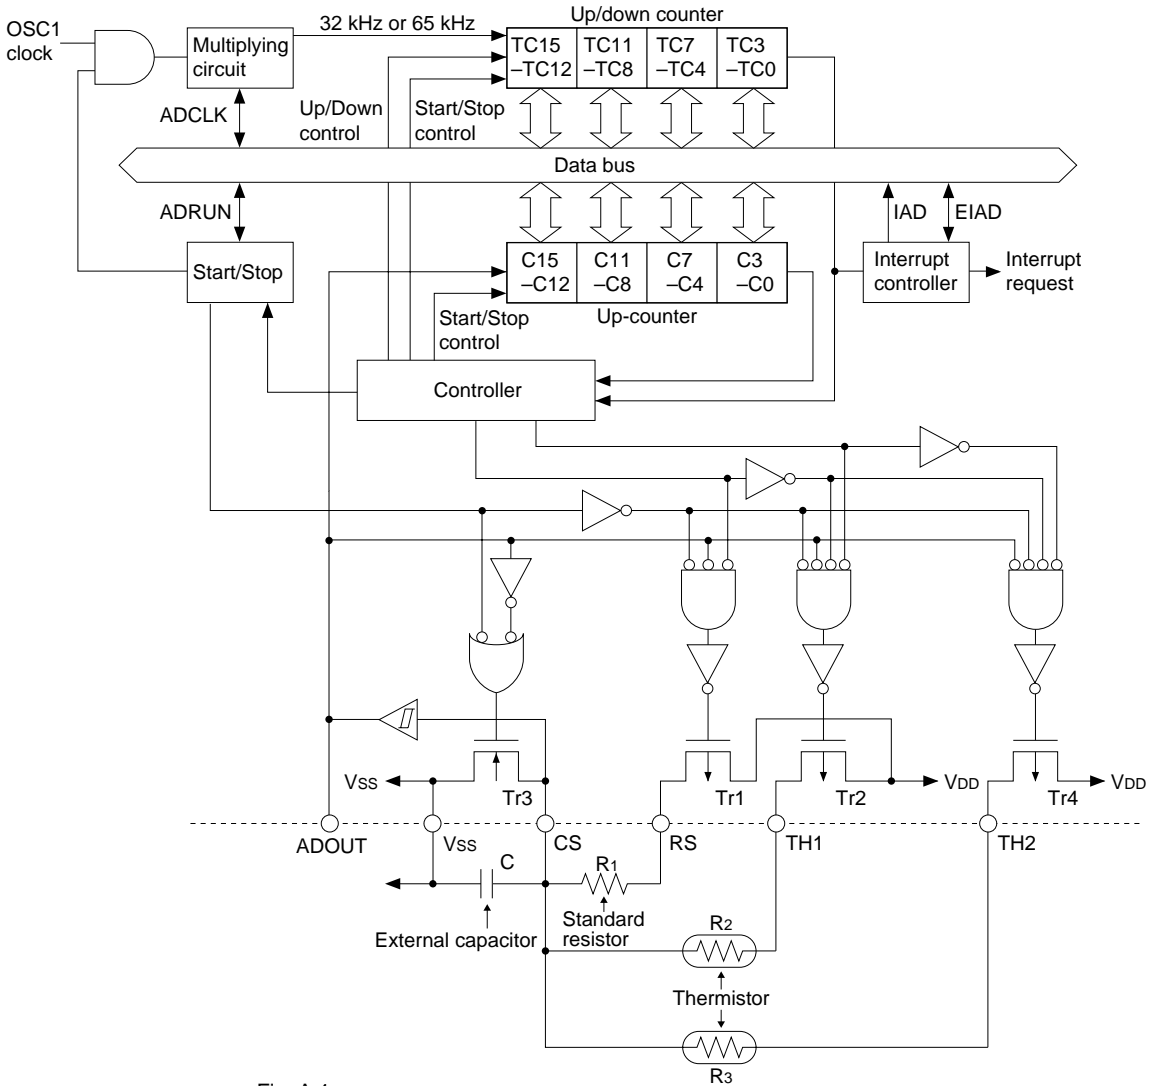 Up/down counter
OSC1
clock
Multiplying
circuit
32 kHz or 65 kHz
TC15
–TC12
TC11
–TC8
TC7
–TC4
TC3
–TC0
ADCLK
Up/Down
control
Start/Stop
control
Data bus
ADRUN
IAD
EIAD
Start/Stop
C15
–C12
C11
–C8
C7
–C4
C3
–C0
Interrupt
controller
Interrupt
request
Start/Stop
control
Up-counter
Controller
VSS
Tr3
Tr1
Tr2
VDD
Tr4
VDD
ADOUT
VSS
CS
RS
TH1
TH2
C
R1
External capacitor
Standard
resistor
R2
Thermistor
R3